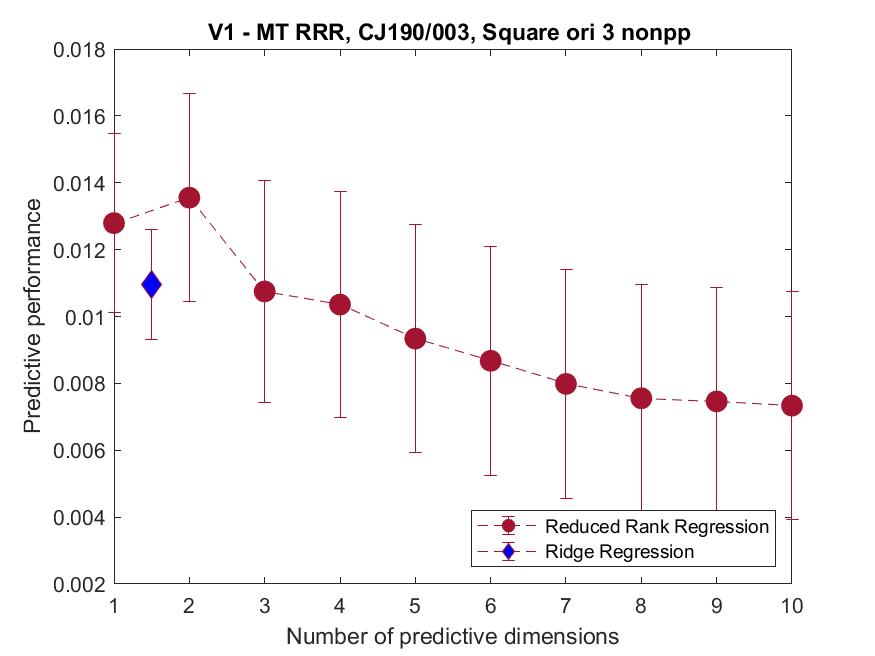 V1 - MT RRR, CJ190/003, Square ori 3 nonpp
0.018
0.016
0.014
0.012
0.01
0.008
0.006
0.004
0.002
Predictive performance
1 2 3 4 5 6 7 8 9 10
Number of predictive dimensions
Reduced Rank Regression
Ridge Regression